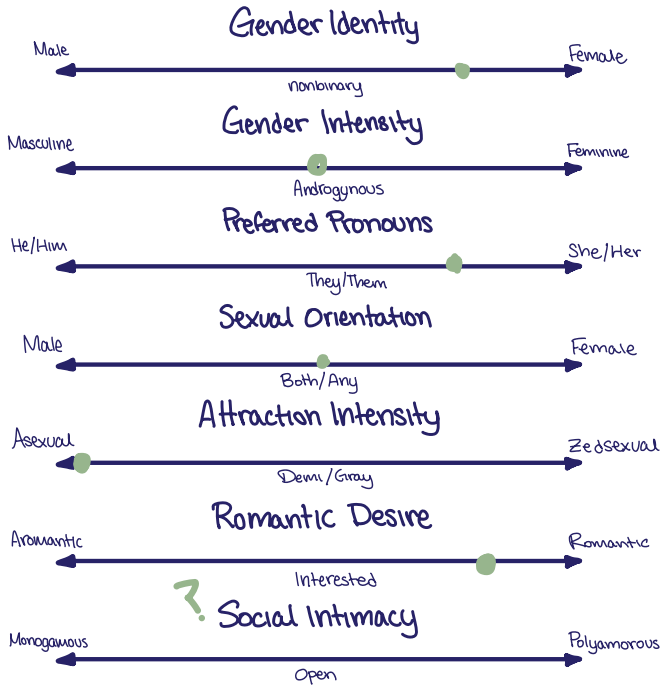 Gender Identity
Male
Female
nonbinary
Gender Intensity
Masculine
Feminine
Androgynous
Preferred Pronouns
He/Him
She/Her
They/Them
Sexual Orientation
Male
Female
Both/Any
Attraction Intensity
Asexual
Zedsexual
Demi/Gray
Romantic Desire
Aromantic
Romantic
Interested
?
Social Intimacy
Monogamous
Polyamorous
Open